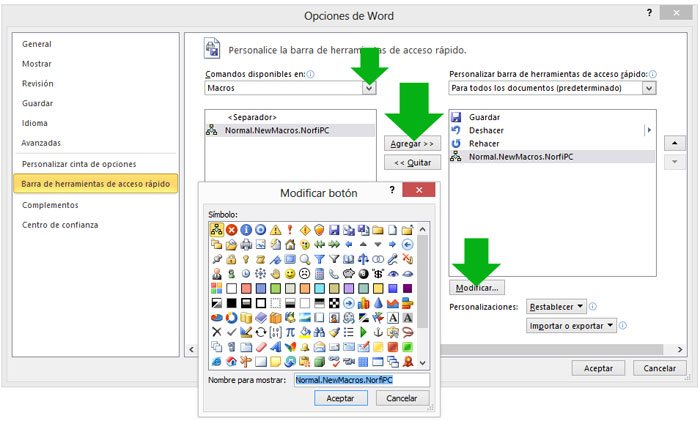 Opciones de Word
?
General
Mostrar
Revisión
Guardar
Idioma
Avanzadas
Personalizar cinta de opciones
Barra de herramientas de acceso rápido
Complementos
Centro de confianza
Personalice la barra de herramientas de acceso rápido.
Comandos disponibles en:
Macros
<Separador>
Normal.NewMacros.NorfiPC
Agregar >>
<< Quitar
Personalizar barra de herramientas de acceso rápido:
Para todos los documentos (predeterminado)
Guardar
Deshacer
Rehacer
Normal.NewMacros.NorfiPC
Modificar...
Personalizaciones:
Restablecer
Importar o exportar
Aceptar
Cancelar
Modificar botón
?
Símbolo:
Nombre para mostrar:
Normal.NewMacros.NorfiPC
Aceptar
Cancelar